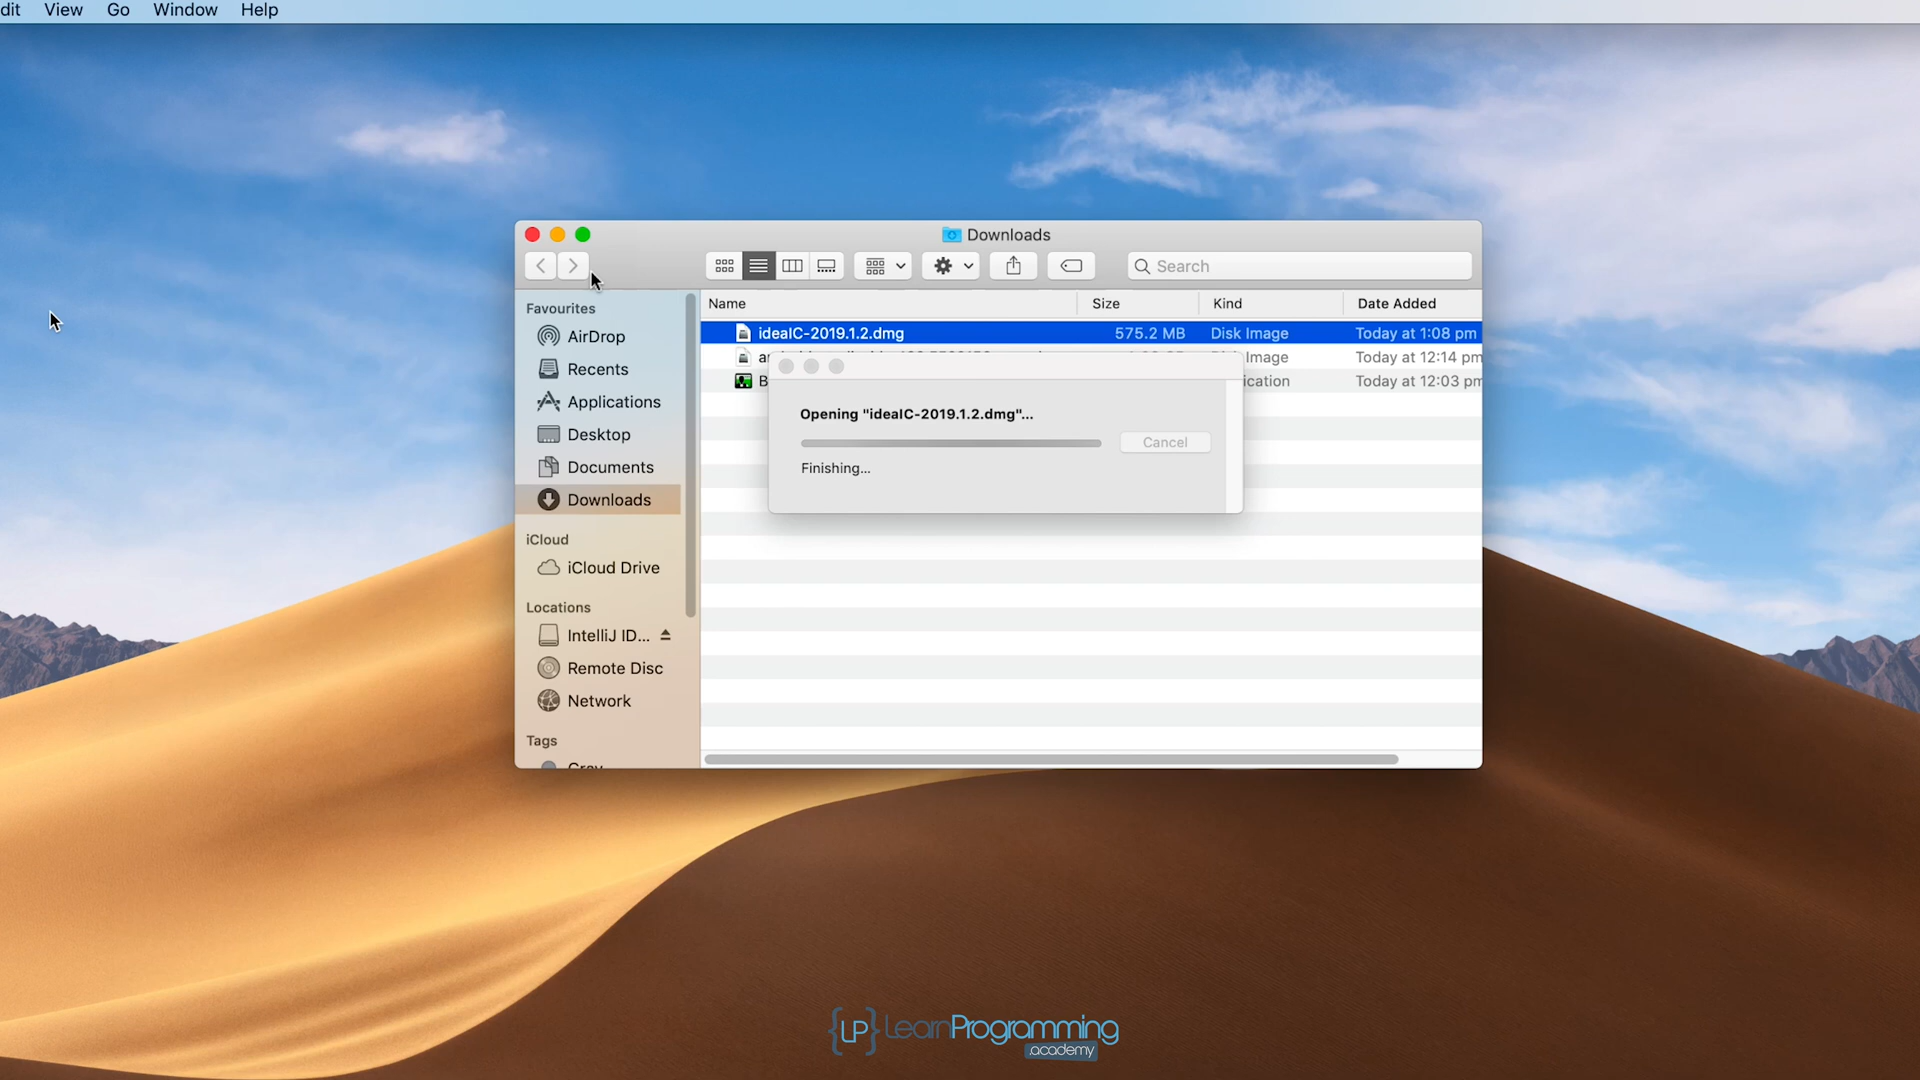 dit View Go Window Help
Downloads
Search
Favourites
AirDrop
Recents
Applications
Desktop
Documents
Downloads
iCloud
iCloud Drive
Locations
IntelliJ ID...
Remote Disc
Network
Tags
Gray
Name Size Kind Date Added
ideaIC-2019.1.2.dmg 575.2 MB Disk Image Today at 1:08 pm
Image Today at 12:14 pm
B ication Today at 12:03 pm
Opening "ideaIC-2019.1.2.dmg"...
Cancel
Finishing...
{LP} LearnProgramming
.academy